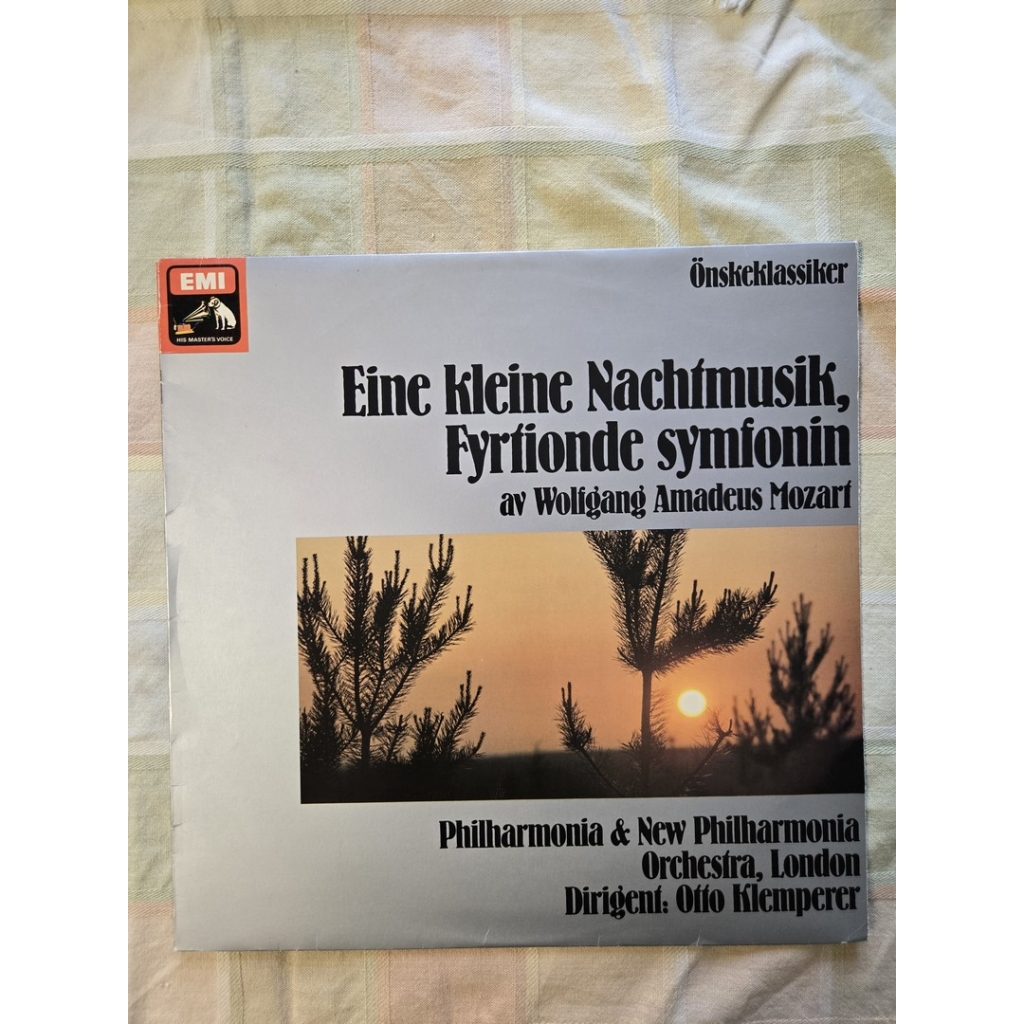 EMI
HIS MASTER'S VOICE
Önskeklassiker
Eine kleine Nachtmusik,
Fyrtionde symfonin
av Wolfgang Amadeus Mozart
Philharmonia & New Philharmonia
Orchestra, London
Dirigent: Otto Klemperer